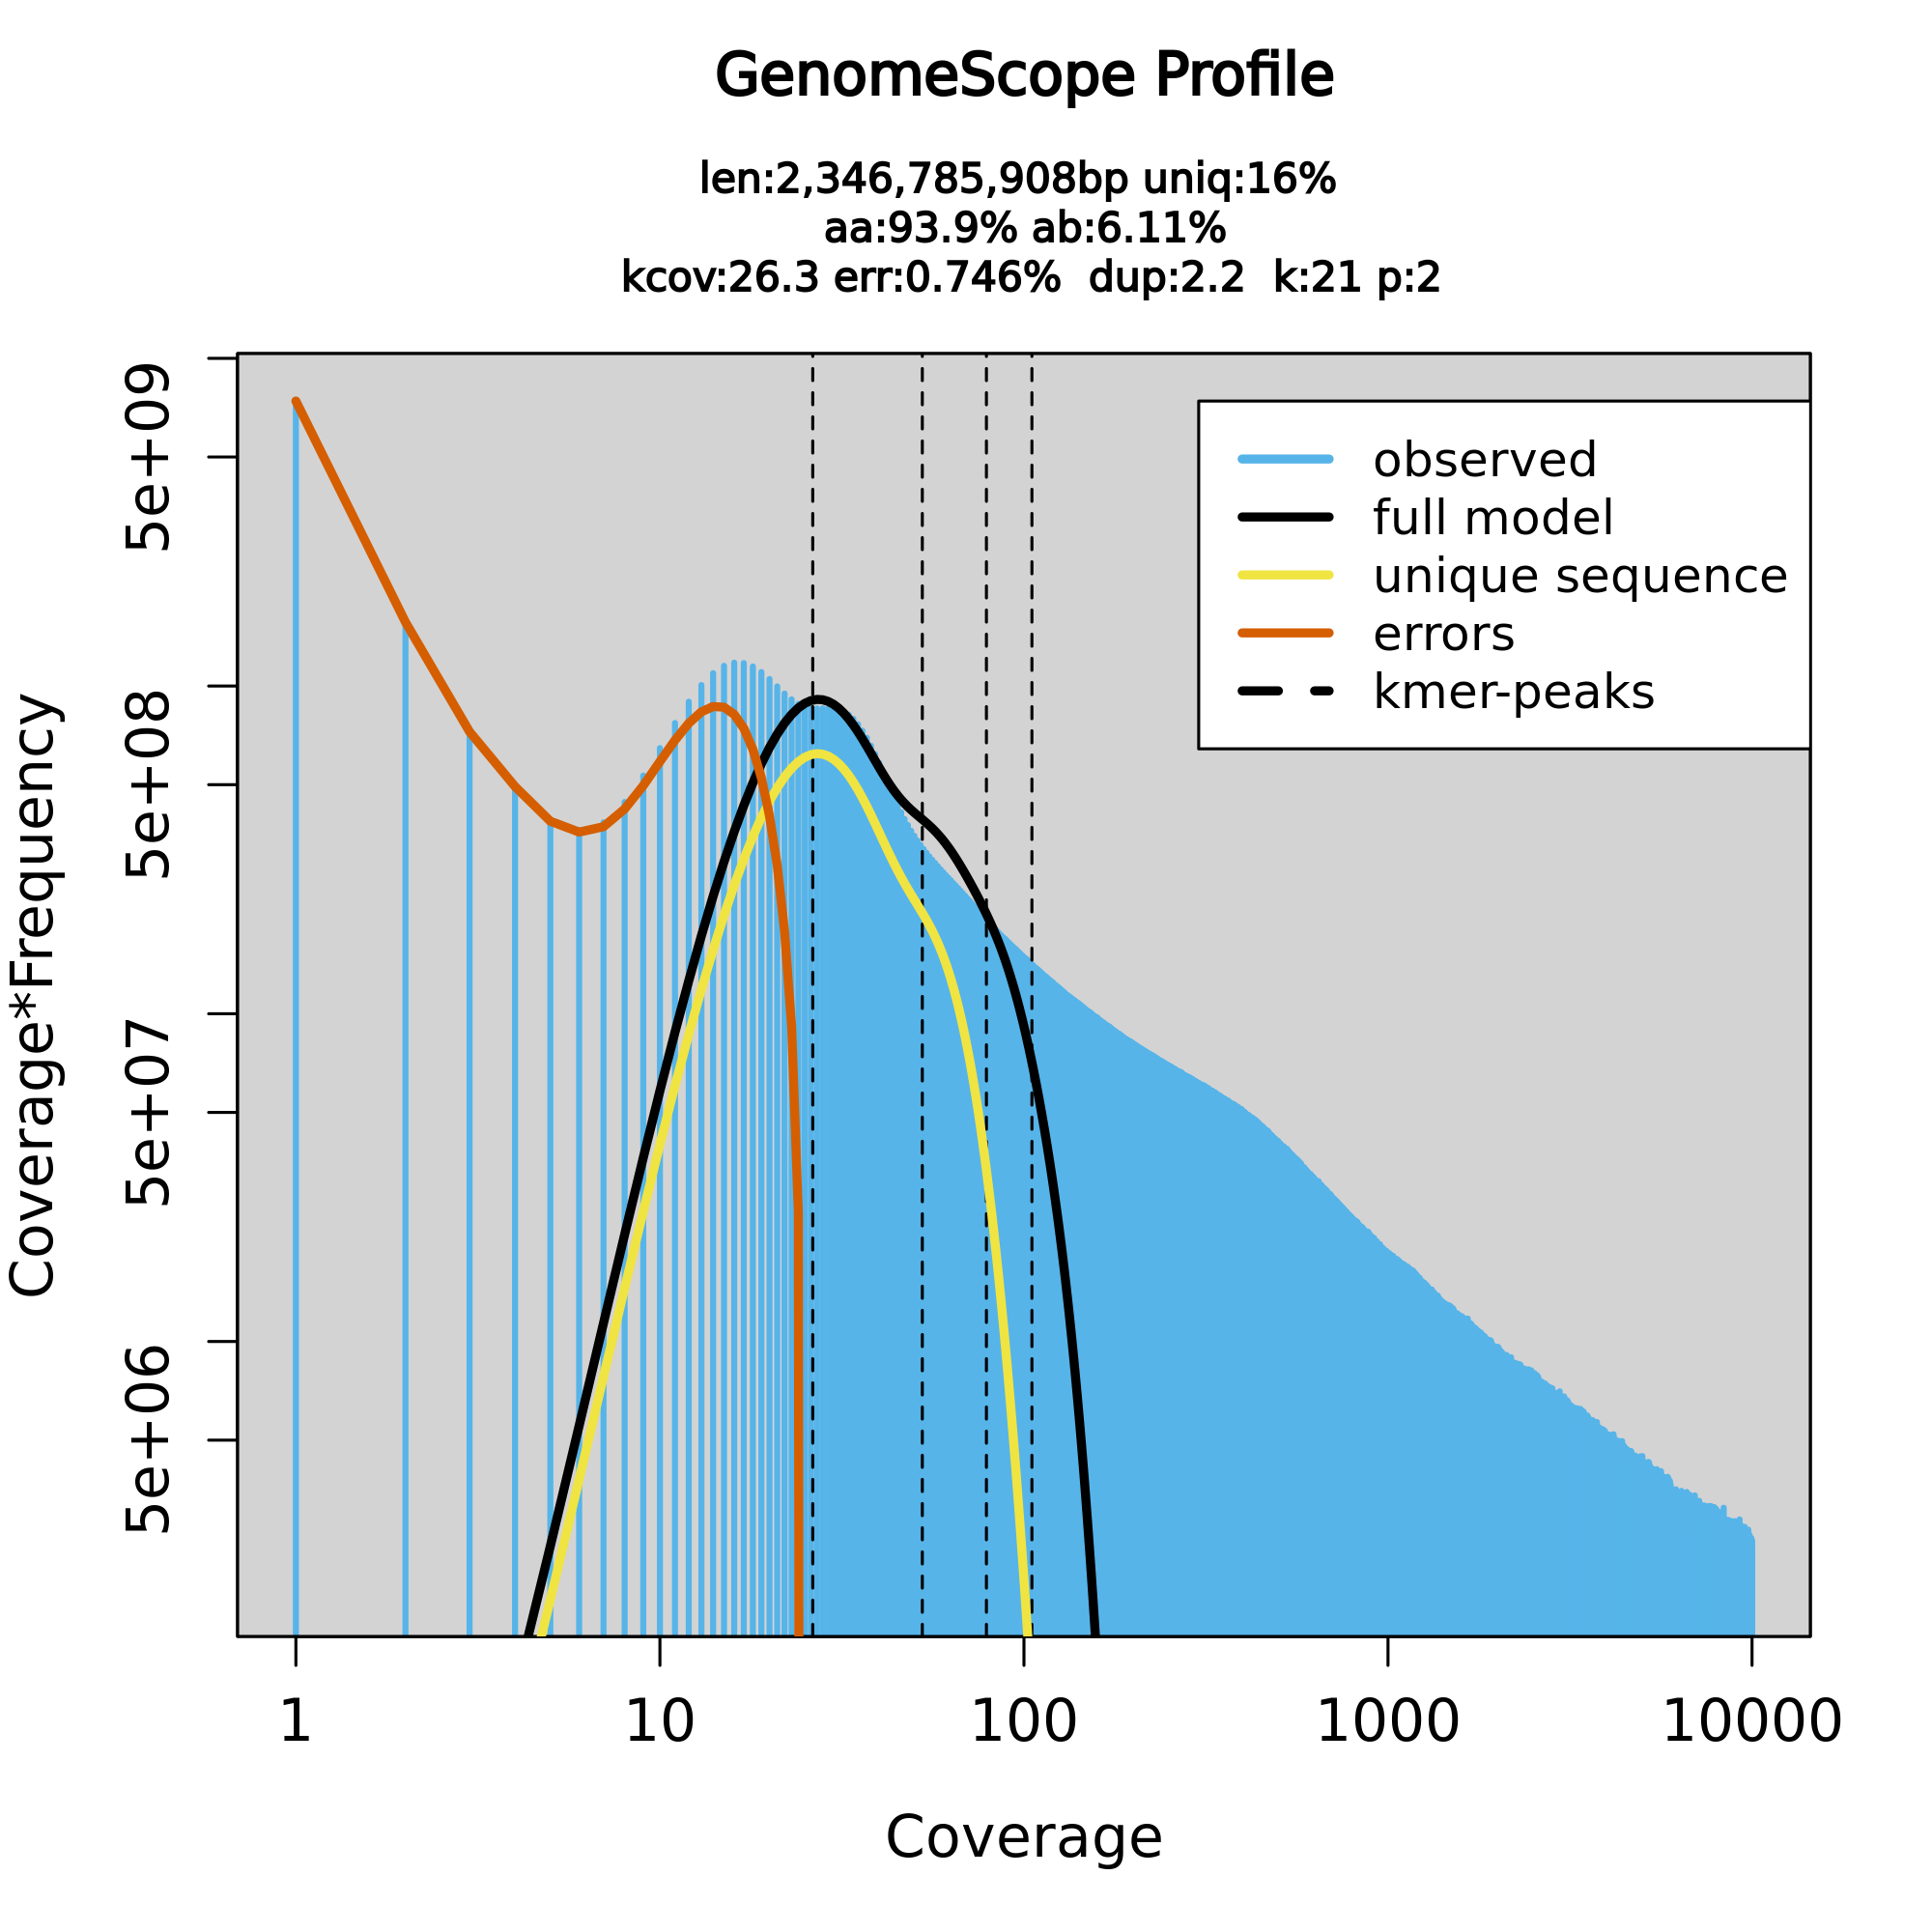 GenomeScope Profile
len:2,346,785,908bp uniq:16%
aa:93.9% ab:6.11%
kcov:26.3 err:0.746% dup:2.2 k:21 p:2
observed
full model
unique sequence
errors
kmer-peaks
Coverage*Frequency
5e+09
5e+08
5e+07
5e+06
1 10 100 1000 10000
Coverage